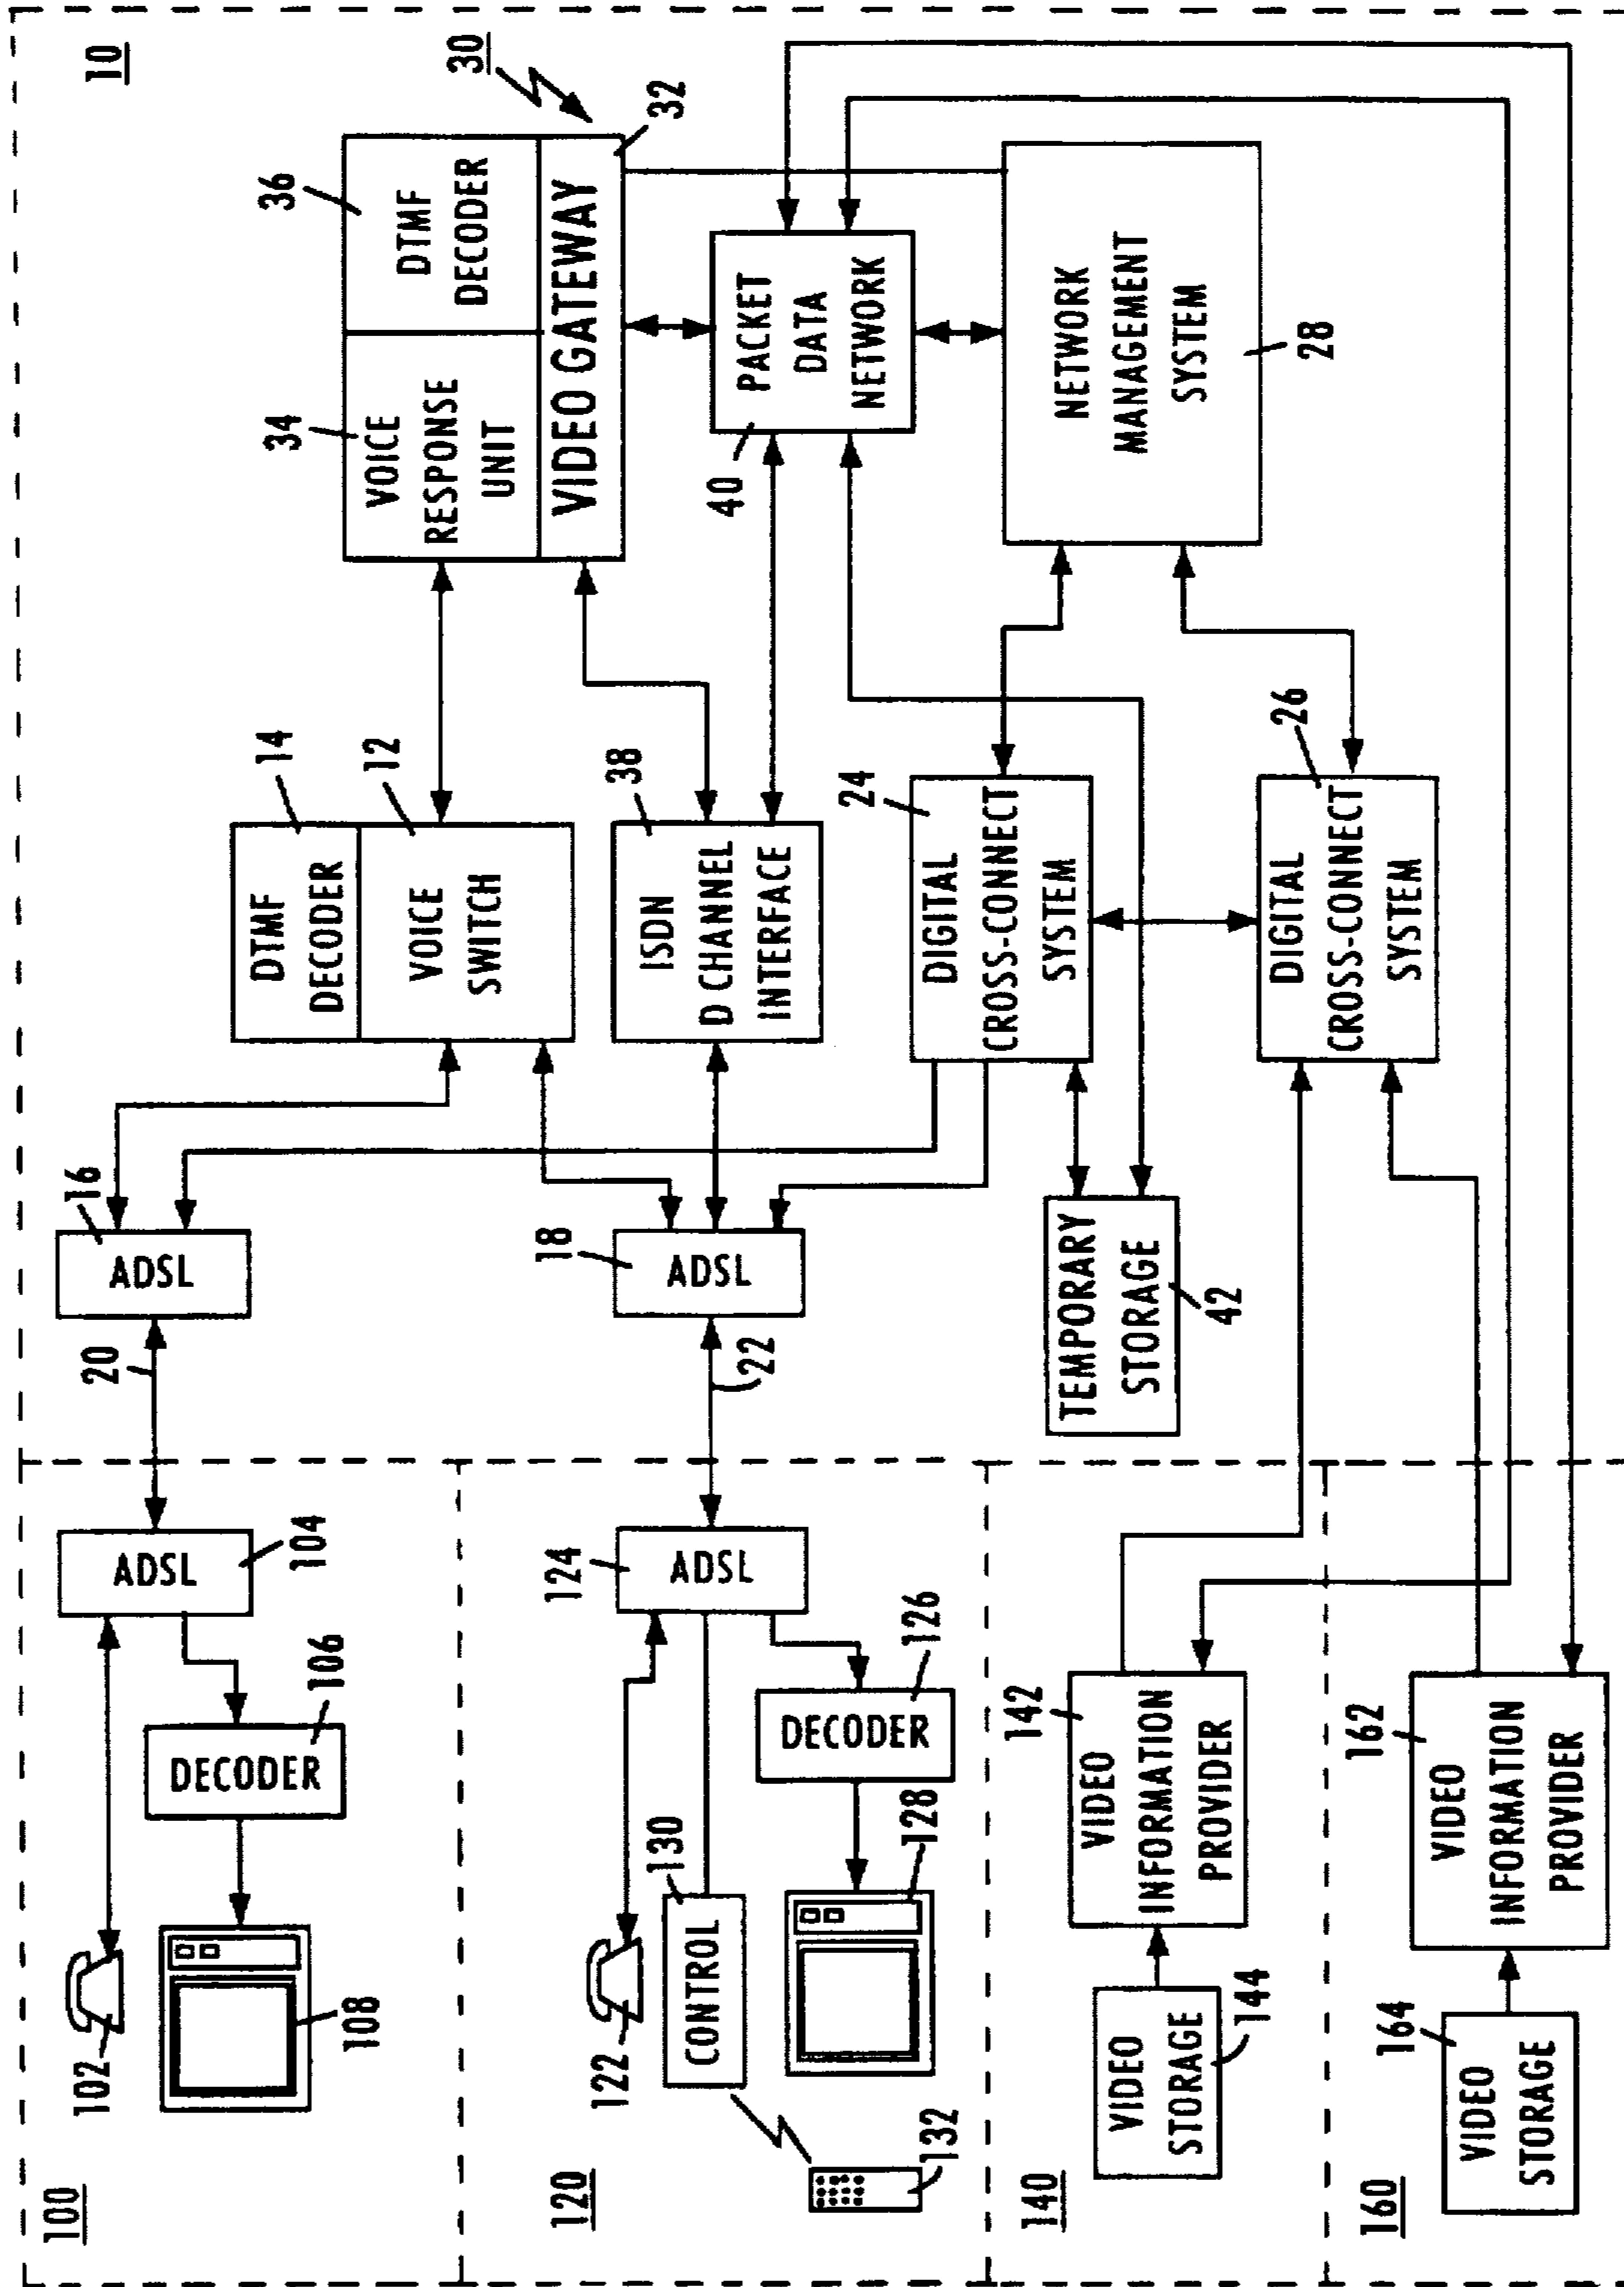 100
102
108
DECODER
106
ADSL
104
20
ADSL
16
DTMF
DECODER
14
VOICE
SWITCH
12
VOICE
RESPONSE
UNIT
34
DTMF
DECODER
36
VIDEO GATEWAY
32
30
10
120
122
CONTROL
130
132
128
DECODER
126
ADSL
124
22
ADSL
18
ISDN
D CHANNEL
INTERFACE
38
PACKET
DATA
NETWORK
40
DIGITAL
CROSS-CONNECT
SYSTEM
24
TEMPORARY
STORAGE
42
NETWORK
MANAGEMENT
SYSTEM
28
140
VIDEO
STORAGE
144
VIDEO
INFORMATION
PROVIDER
142
DIGITAL
CROSS-CONNECT
SYSTEM
26
160
VIDEO
STORAGE
164
VIDEO
INFORMATION
PROVIDER
162